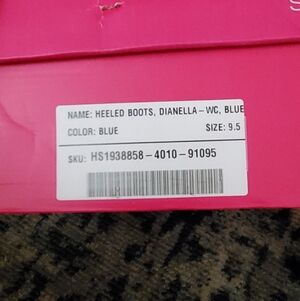 NAME: HEELED BOOTS, DIANELLA-WC, BLUE
COLOR: BLUE SIZE: 9.5
SKU: HS1938858-4010-91095